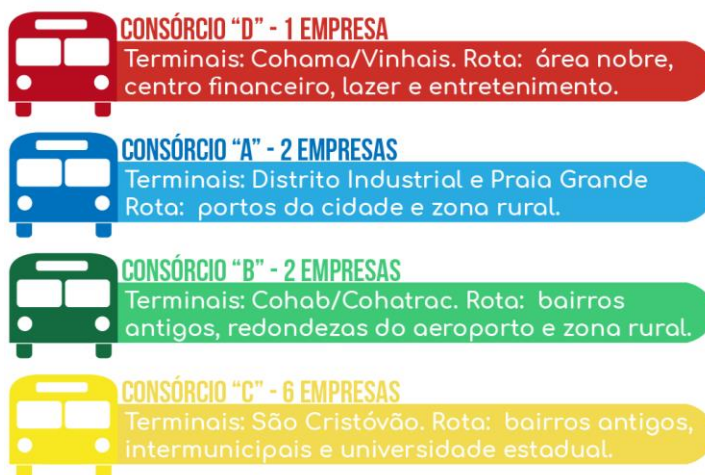 CONSÓRCIO “D” - 1 EMPRESA
Terminais: Cohama/Vinhais. Rota: área nobre,
centro financeiro, lazer e entretenimento.
CONSÓRCIO “A” - 2 EMPRESAS
Terminais: Distrito Industrial e Praia Grande
Rota: portos da cidade e zona rural.
CONSÓRCIO “B” - 2 EMPRESAS
Terminais: Cohab/Cohatrac. Rota: bairros
antigos, redondezas do aeroporto e zona rural.
CONSÓRCIO “C” - 6 EMPRESAS
Terminais: São Cristóvão. Rota: bairros antigos,
intermunicipais e universidade estadual.